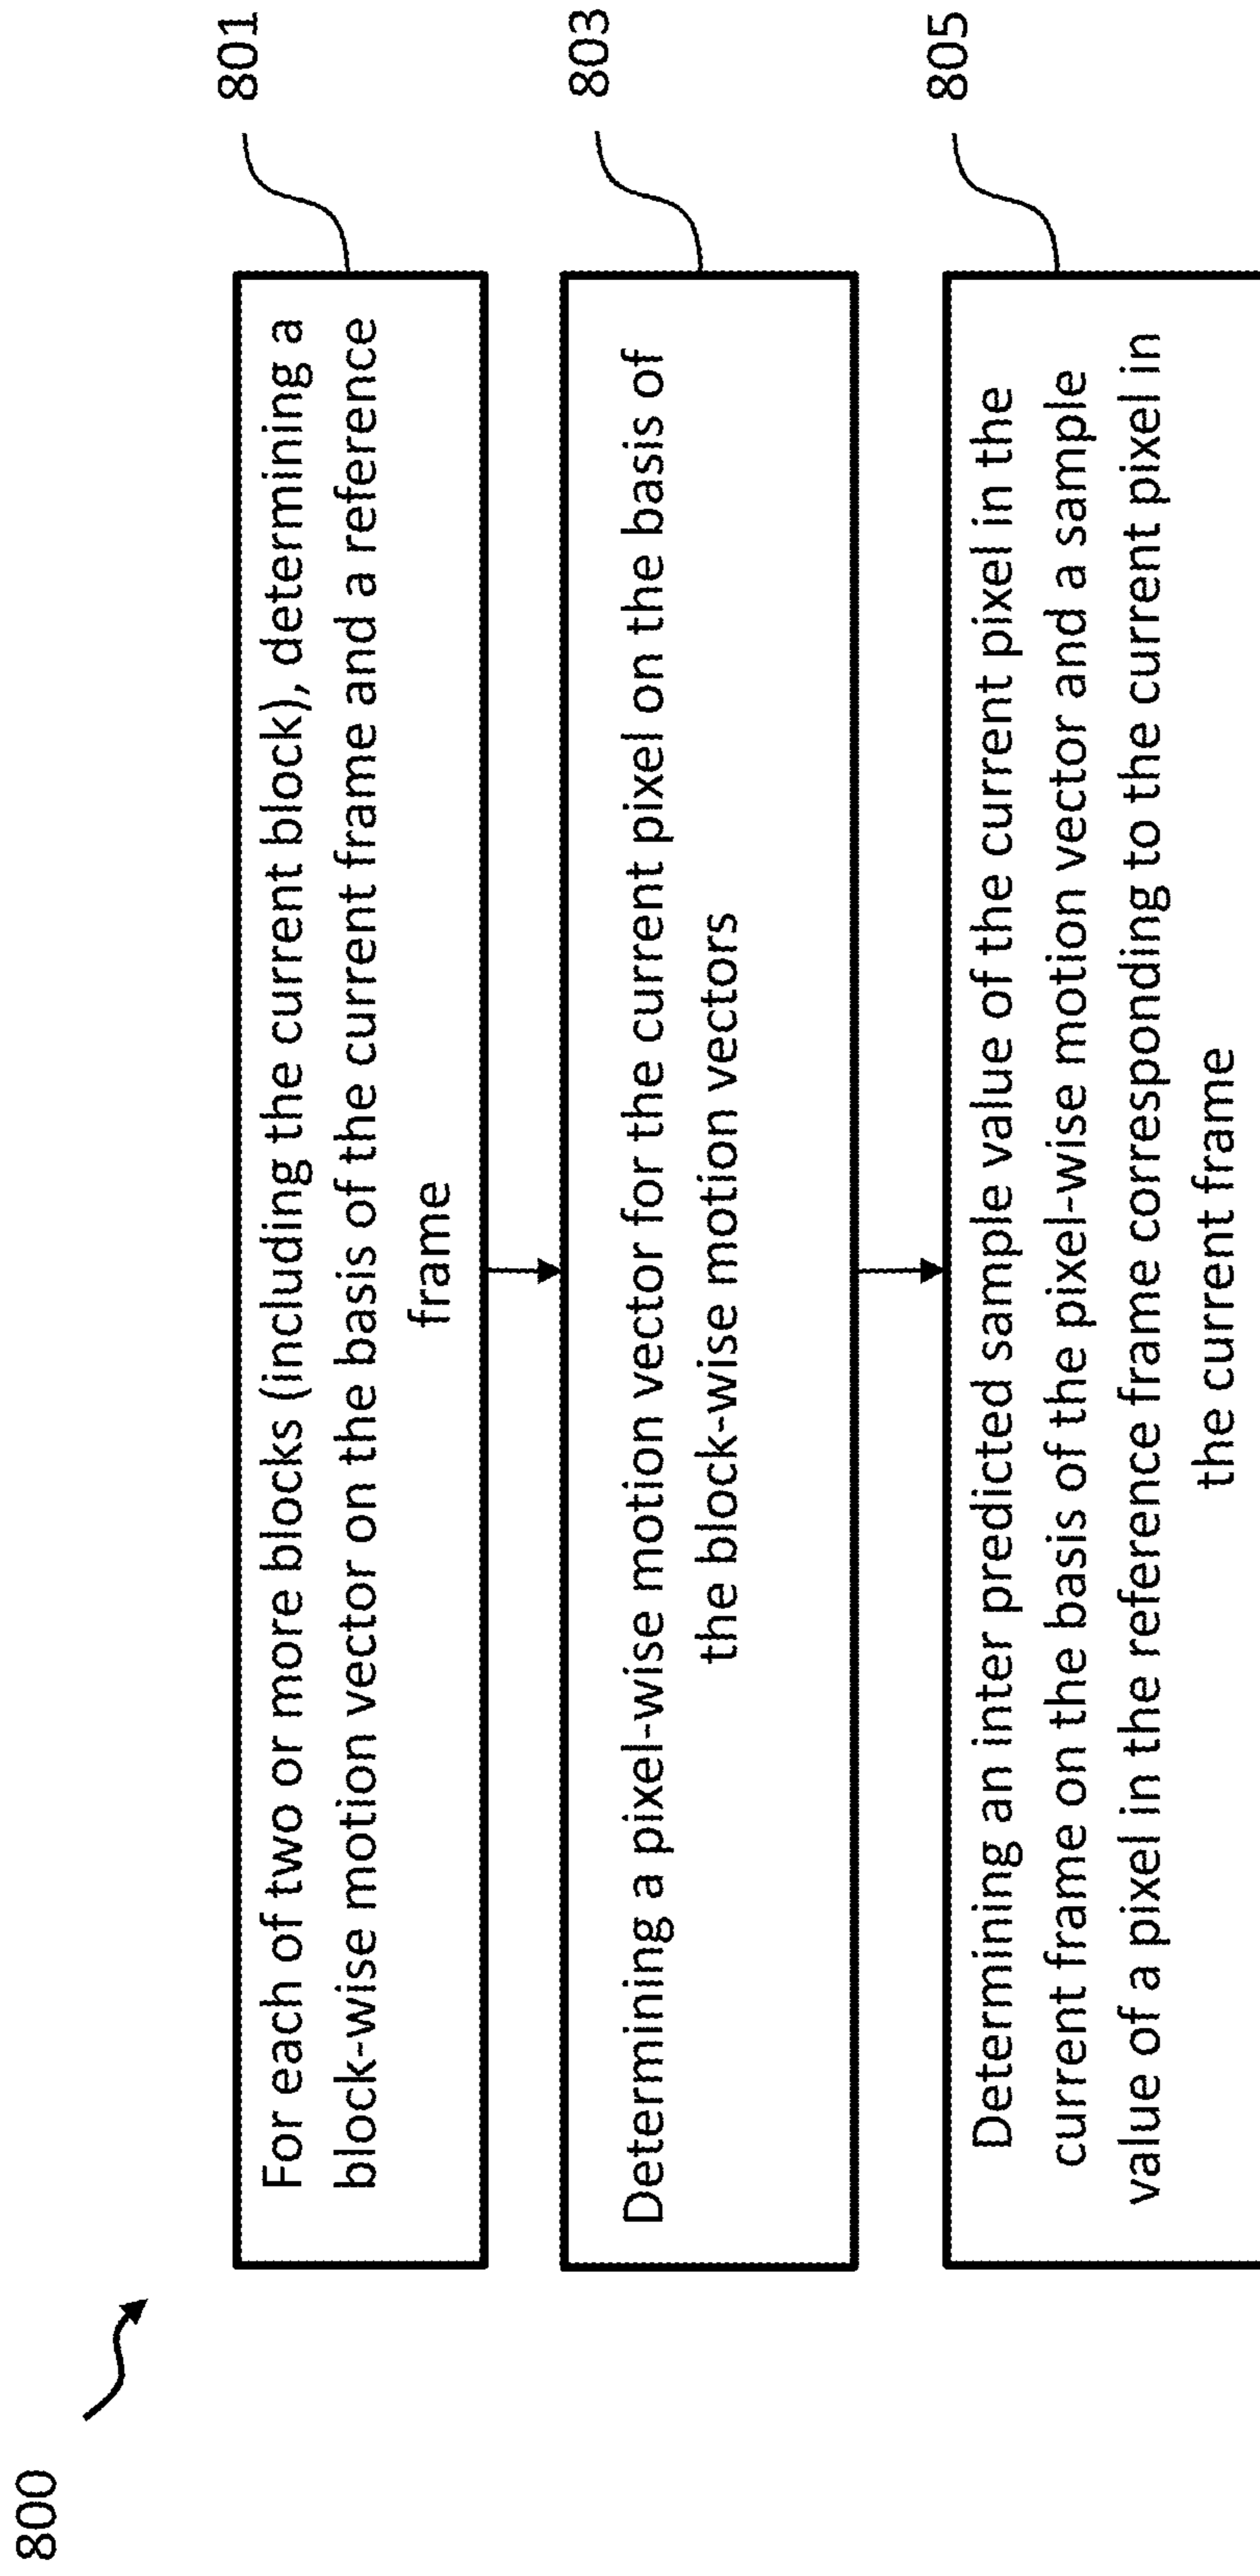 800
For each of two or more blocks (including the current block), determining a
block-wise motion vector on the basis of the current frame and a reference
frame
801
Determining a pixel-wise motion vector for the current pixel on the basis of
the block-wise motion vectors
803
Determining an inter predicted sample value of the current pixel in the
current frame on the basis of the pixel-wise motion vector and a sample
value of a pixel in the reference frame corresponding to the current pixel in
the current frame
805